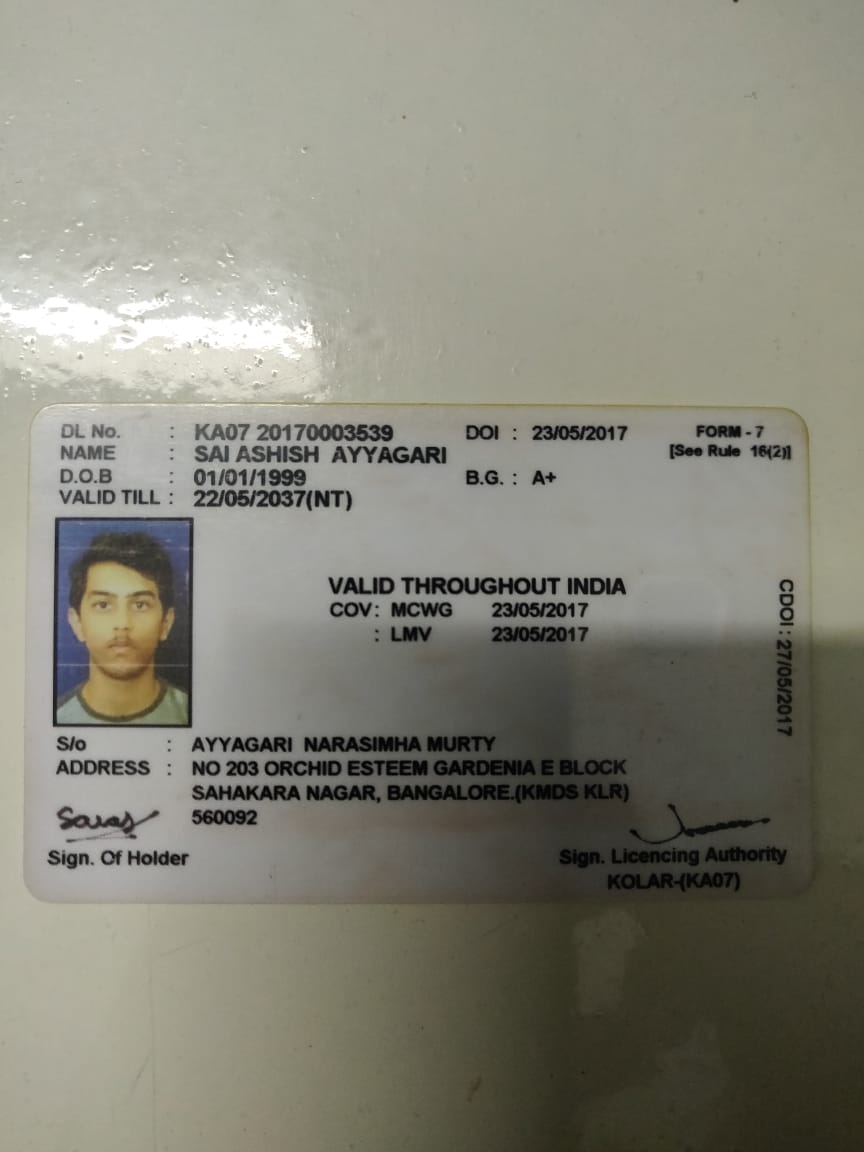 DL No. : KA07 20170003539 DOI : 23/05/2017 FORM - 7
NAME : SAI ASHISH AYYAGARI [See Rule 16(2)]
D.O.B : 01/01/1999 B.G. : A+
VALID TILL : 22/05/2037(NT)
VALID THROUGHOUT INDIA
COV : MCWG 23/05/2017
: LMV 23/05/2017
CDOI : 27/05/2017
S/o : AYYAGARI NARASIMHA MURTY
ADDRESS : NO 203 ORCHID ESTEEM GARDENIA E BLOCK
SAHAKARA NAGAR, BANGALORE.(KMDS KLR)
560092
Sign. Of Holder
Sign. Licencing Authority
KOLAR-(KA07)